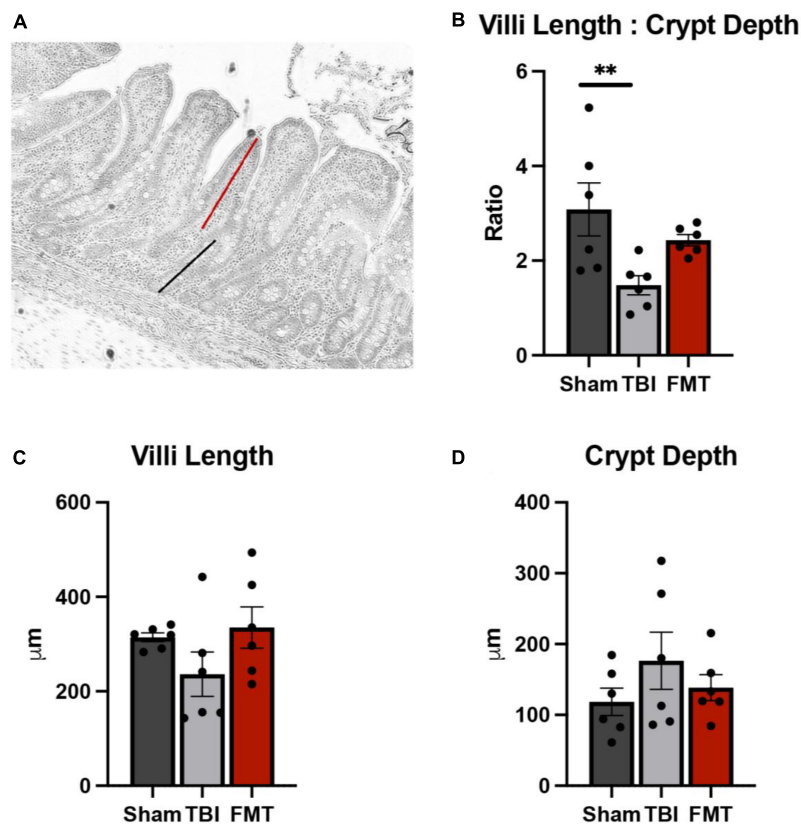 A
B Villi Length : Crypt Depth
**
6
4
2
0
Ratio
Sham TBI FMT
C Villi Length
600
400
200
0
μm
Sham TBI FMT
D Crypt Depth
400
300
200
100
0
μm
Sham TBI FMT